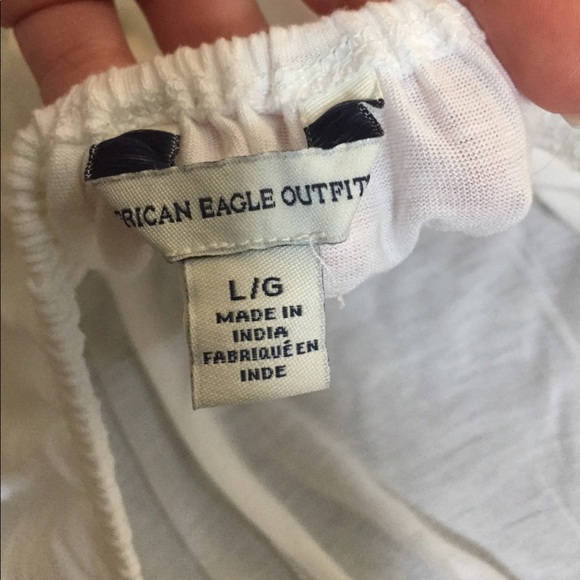 RICAN EAGLE OUTFIT
L/G
MADE IN
INDIA
FABRIQUÉ EN
INDE